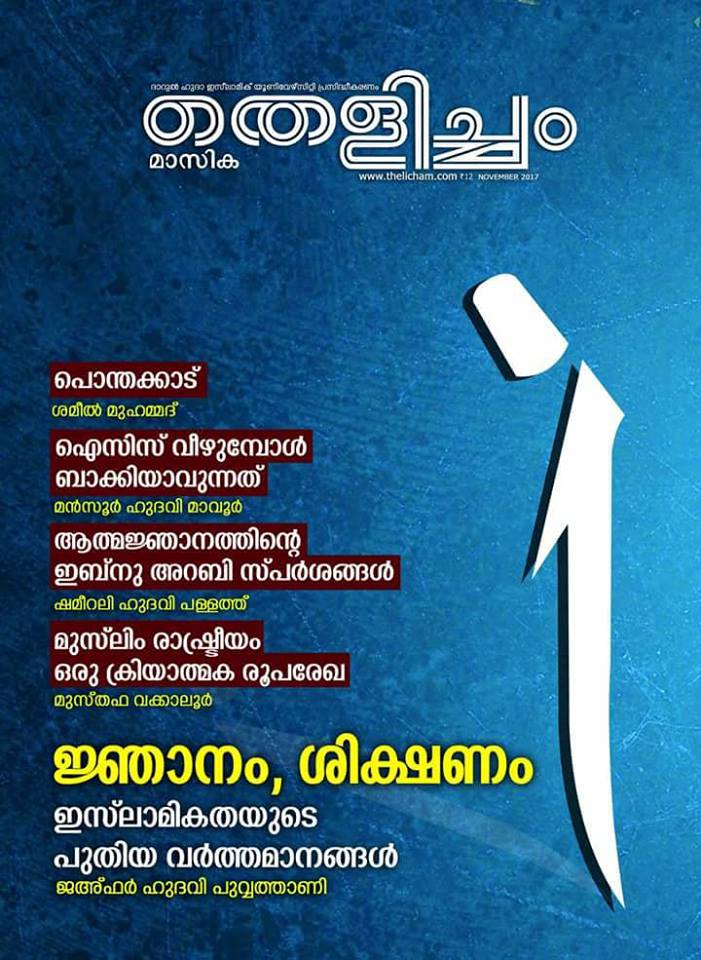 ദാറുൽ ഹുദാ ഇസ്‌ലാമിക് യൂണിവേഴ്സിറ്റി പ്രസിദ്ധീകരണം
തെളിച്ചം
മാസിക
www.thelicham.com ₹12 NOVEMBER 2017
പൊന്തക്കാട്
ശമീൽ മുഹമ്മദ്
ഐസിസ് വീഴുമ്പോൾ
ബാക്കിയാവുന്നത്
മൻസൂർ ഹുദവി മാവൂർ
ആത്മജ്ഞാനത്തിന്റെ
ഇബ്നു അറബി സ്പർശങ്ങൾ
ഷമീറലി ഹുദവി പള്ളത്ത്
മുസ്‌ലിം രാഷ്ട്രീയം
ഒരു ക്രിയാത്മക രൂപരേഖ
മുസ്തഫ വക്കാലൂർ
ജ്ഞാനം, ശിക്ഷണം
ഇസ്‌ലാമികതയുടെ
പുതിയ വർത്തമാനങ്ങൾ
ജഅ്ഫർ ഹുദവി പുവ്വത്താണി